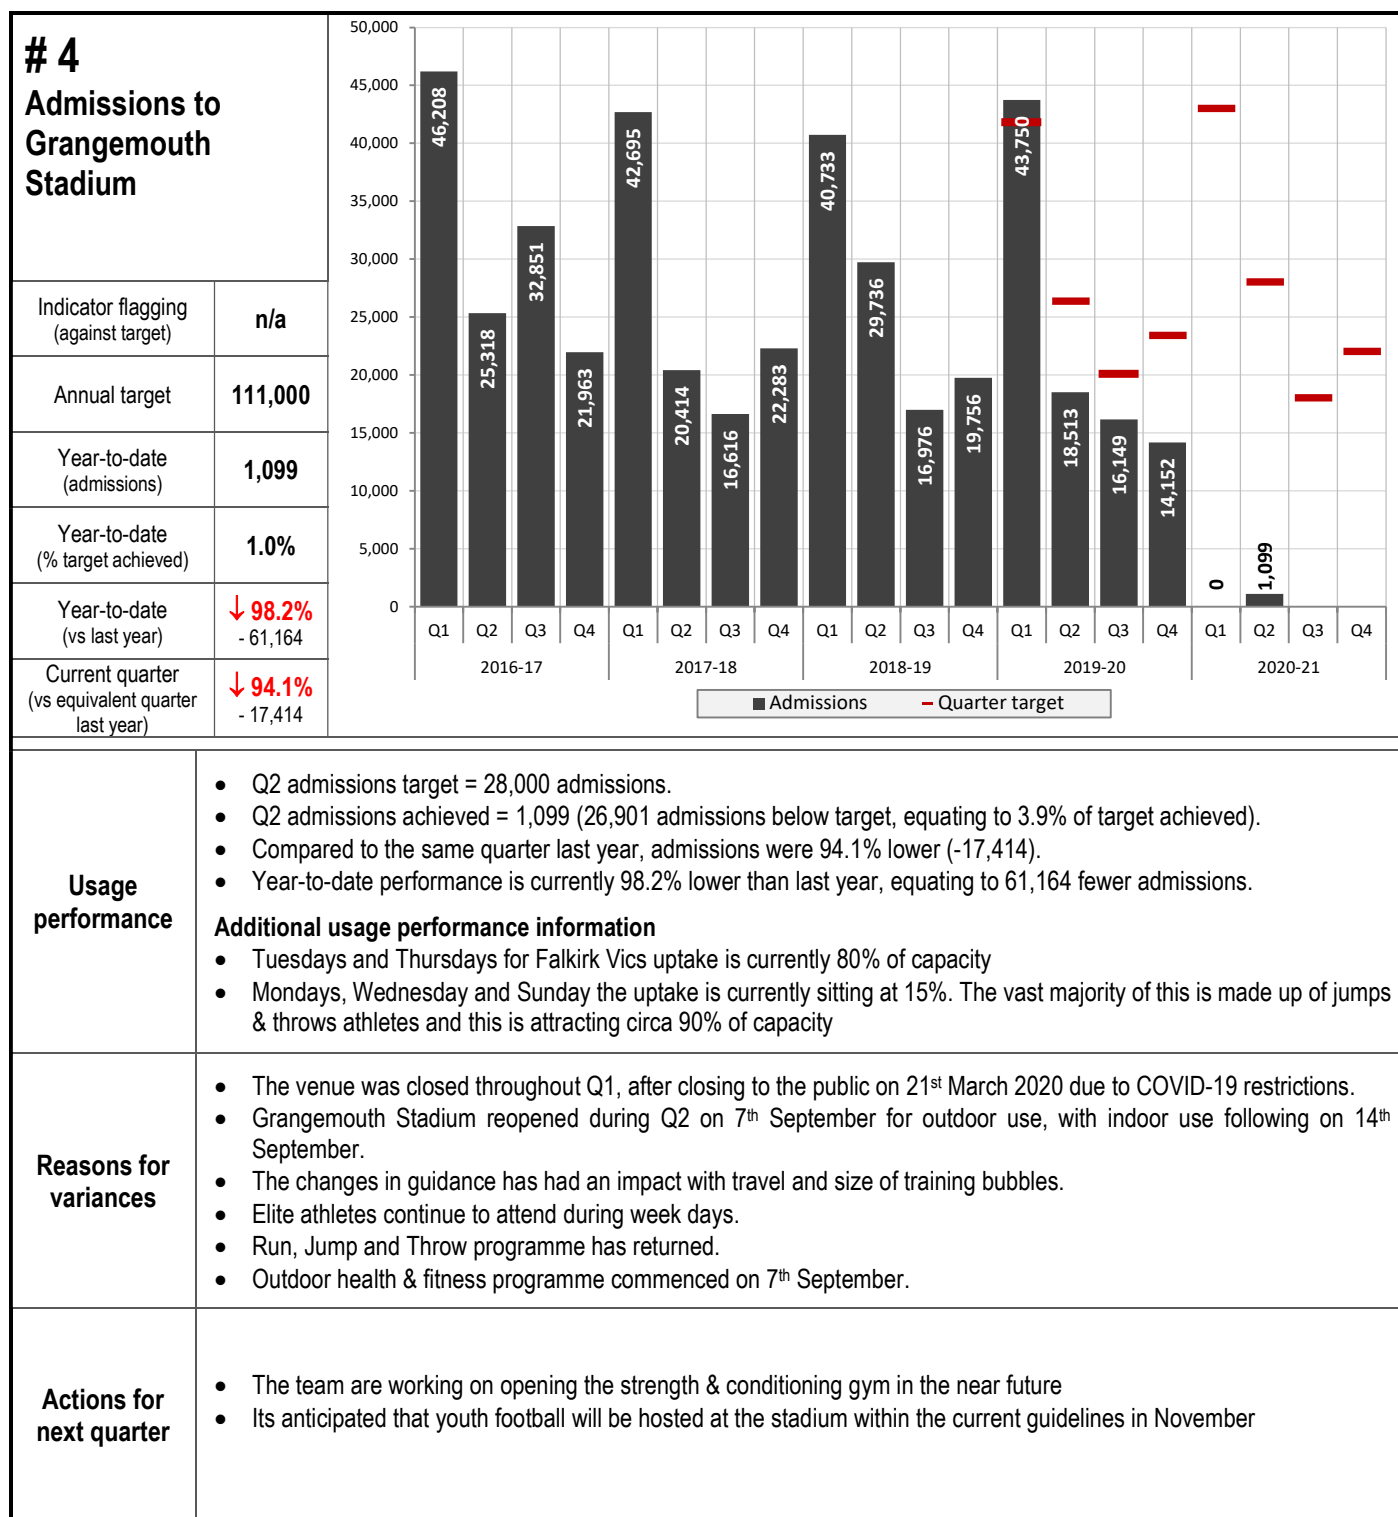 # 4
Admissions to
Grangemouth
Stadium
Indicator flagging
(against target)
n/a
Annual target
111,000
Year-to-date
(admissions)
1,099
Year-to-date
(% target achieved)
1.0%
Year-to-date
(vs last year)
↓ 98.2%
- 61,164
Current quarter
(vs equivalent quarter
last year)
↓ 94.1%
- 17,414
50,000
45,000
40,000
35,000
30,000
25,000
20,000
15,000
10,000
5,000
0
46,208
25,318
32,851
21,963
42,695
20,414
16,616
22,283
40,733
29,736
16,976
19,756
43,750
18,513
16,149
14,152
0
1,099
Q1 Q2 Q3 Q4 Q1 Q2 Q3 Q4 Q1 Q2 Q3 Q4 Q1 Q2 Q3 Q4 Q1 Q2 Q3 Q4
2016-17 2017-18 2018-19 2019-20 2020-21
Admissions Quarter target
Usage
performance
• Q2 admissions target = 28,000 admissions.
• Q2 admissions achieved = 1,099 (26,901 admissions below target, equating to 3.9% of target achieved).
• Compared to the same quarter last year, admissions were 94.1% lower (-17,414).
• Year-to-date performance is currently 98.2% lower than last year, equating to 61,164 fewer admissions.
Additional usage performance information
• Tuesdays and Thursdays for Falkirk Vics uptake is currently 80% of capacity
• Mondays, Wednesday and Sunday the uptake is currently sitting at 15%. The vast majority of this is made up of jumps
& throws athletes and this is attracting circa 90% of capacity
Reasons for
variances
• The venue was closed throughout Q1, after closing to the public on 21st March 2020 due to COVID-19 restrictions.
• Grangemouth Stadium reopened during Q2 on 7th September for outdoor use, with indoor use following on 14th
September.
• The changes in guidance has had an impact with travel and size of training bubbles.
• Elite athletes continue to attend during week days.
• Run, Jump and Throw programme has returned.
• Outdoor health & fitness programme commenced on 7th September.
Actions for
next quarter
• The team are working on opening the strength & conditioning gym in the near future
• Its anticipated that youth football will be hosted at the stadium within the current guidelines in November